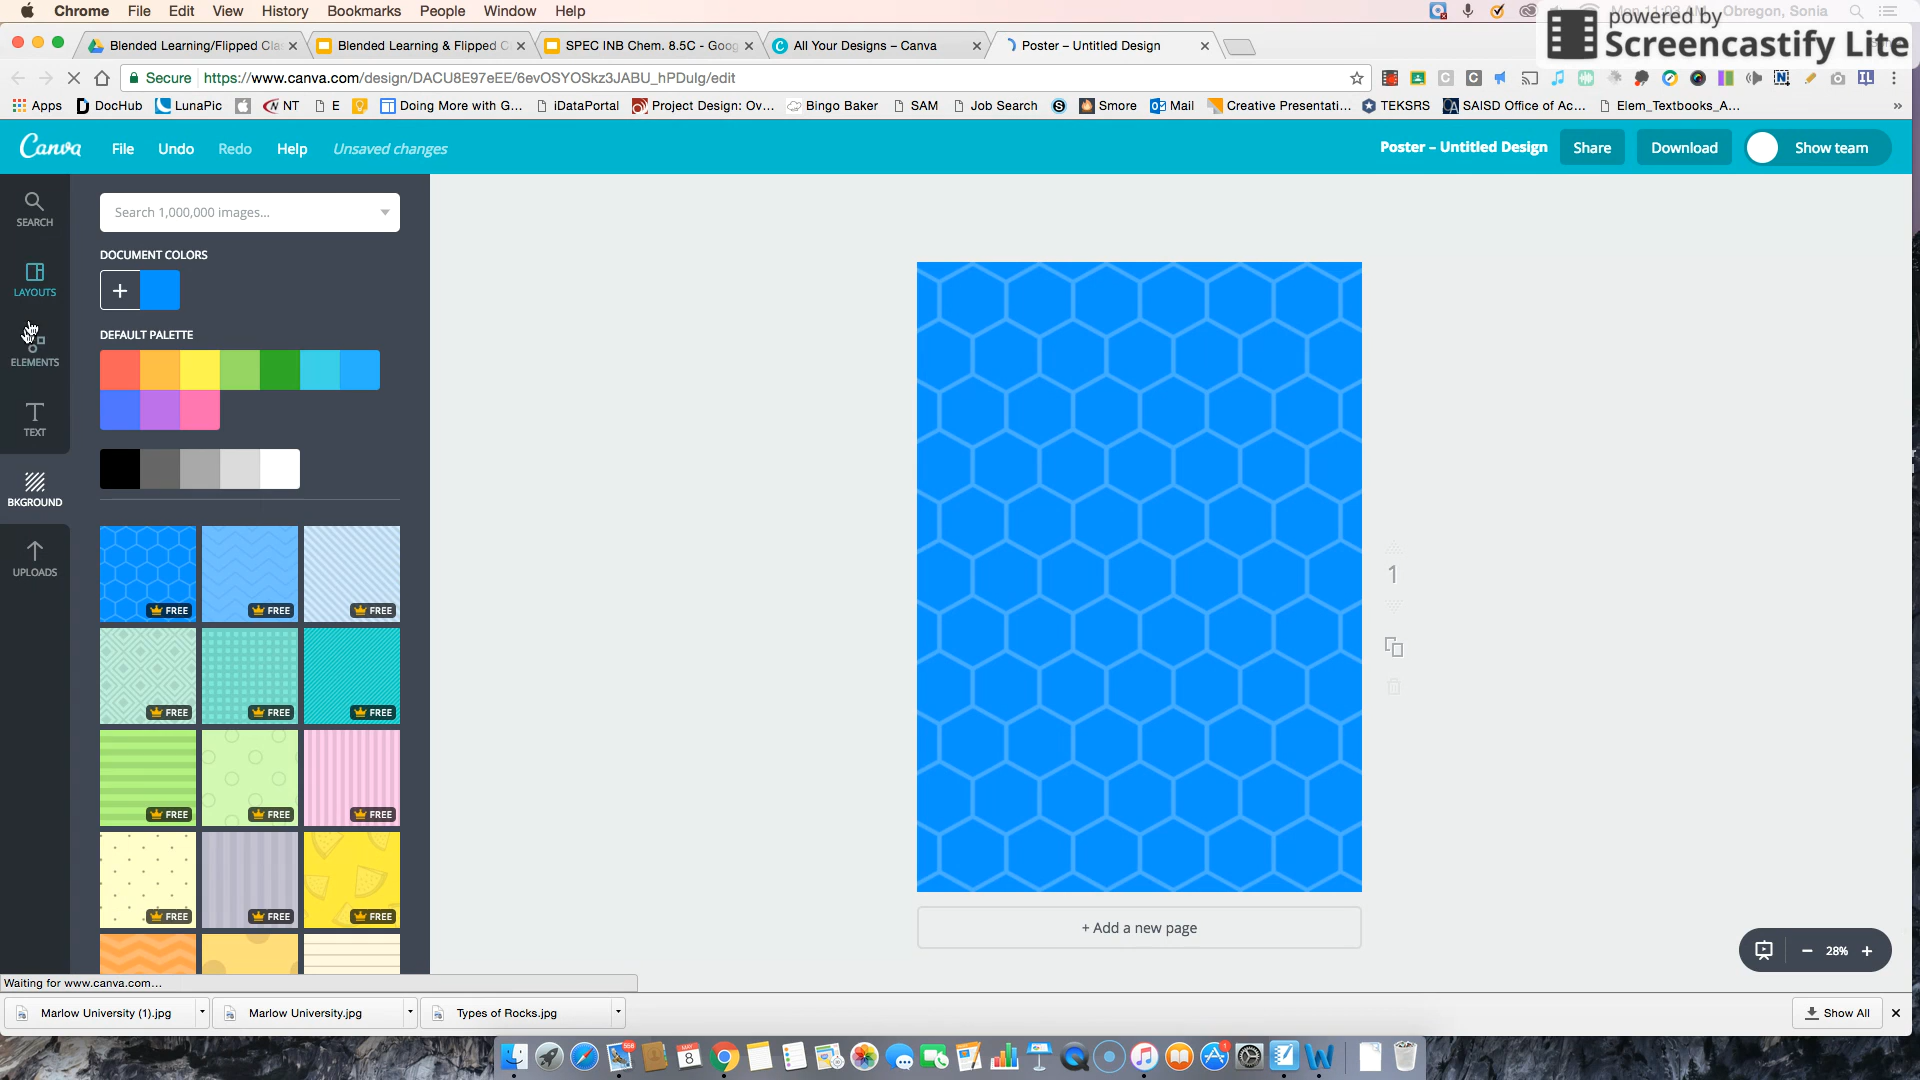 Chrome File Edit View History Bookmarks People Window Help
Mon 11:03 AM Obregon, Sonia
powered by
Screencastify Lite
Blended Learning/Flipped Cla
Blended Learning & Flipped C
SPEC INB Chem. 8.5C - Goog
All Your Designs – Canva
Poster – Untitled Design
Secure https://www.canva.com/design/DACU8E97eEE/6evOSYOSkz3JABU_hPDulg/edit
Apps DocHub LunaPic NT E Doing More with G... iDataPortal Project Design: Ov... Bingo Baker SAM Job Search Smore Mail Creative Presentati... TEKSRS SAISD Office of Ac... Elem_Textbooks_A... »
Canva File Undo Redo Help Unsaved changes Poster – Untitled Design Share Download Show team
SEARCH
LAYOUTS
ELEMENTS
TEXT
BKGROUND
UPLOADS
Search 1,000,000 images...
DOCUMENT COLORS
+
DEFAULT PALETTE
FREE FREE FREE
FREE FREE FREE
FREE FREE FREE
FREE FREE FREE
1
+ Add a new page
− 28% +
Waiting for www.canva.com...
Marlow University (1).jpg Marlow University.jpg Types of Rocks.jpg Show All